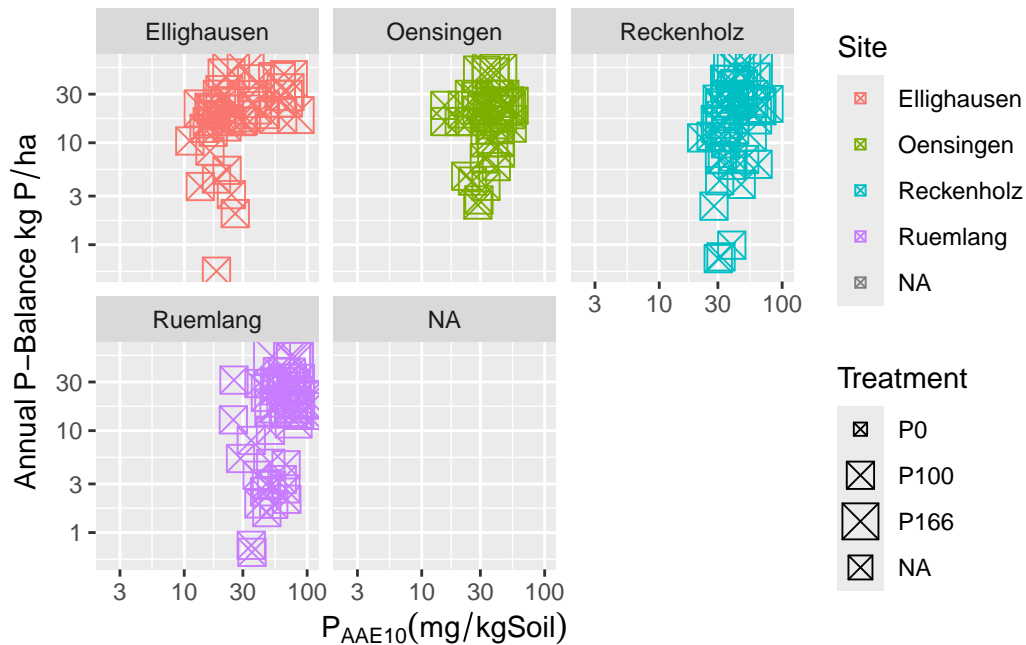 Ellighausen Oensingen Reckenholz
30
10
3
1
3 10 30 100
Ruemlang NA
30
10
3
1
3 10 30 100 3 10 30 100
Annual P−Balance kg P/ha
P_AAE10(mg/kgSoil)
Site
Ellighausen
Oensingen
Reckenholz
Ruemlang
NA
Treatment
P0
P100
P166
NA